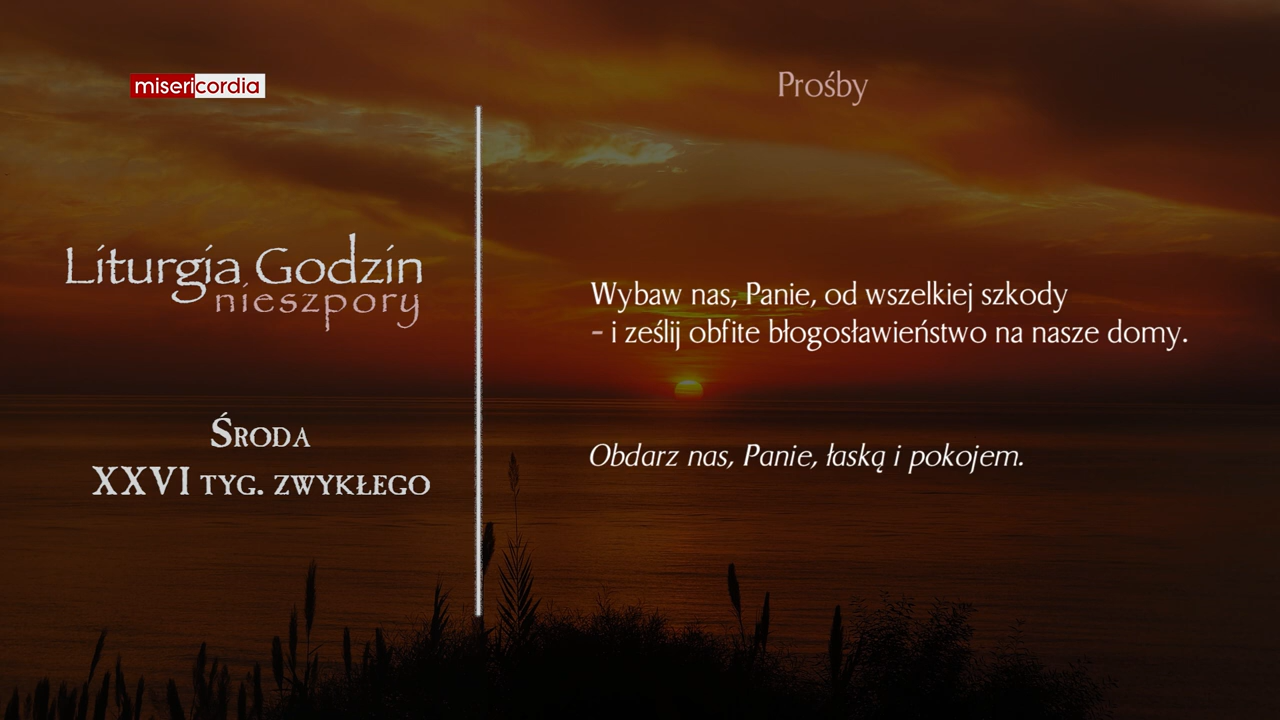 misericordia
Liturgia Godzin
nieszpory
Środa
XXVI tyg. zwykłego
Prośby
Wybaw nas, Panie, od wszelkiej szkody
- i ześlij obfite błogosławieństwo na nasze domy.
Obdarz nas, Panie, łaską i pokojem.